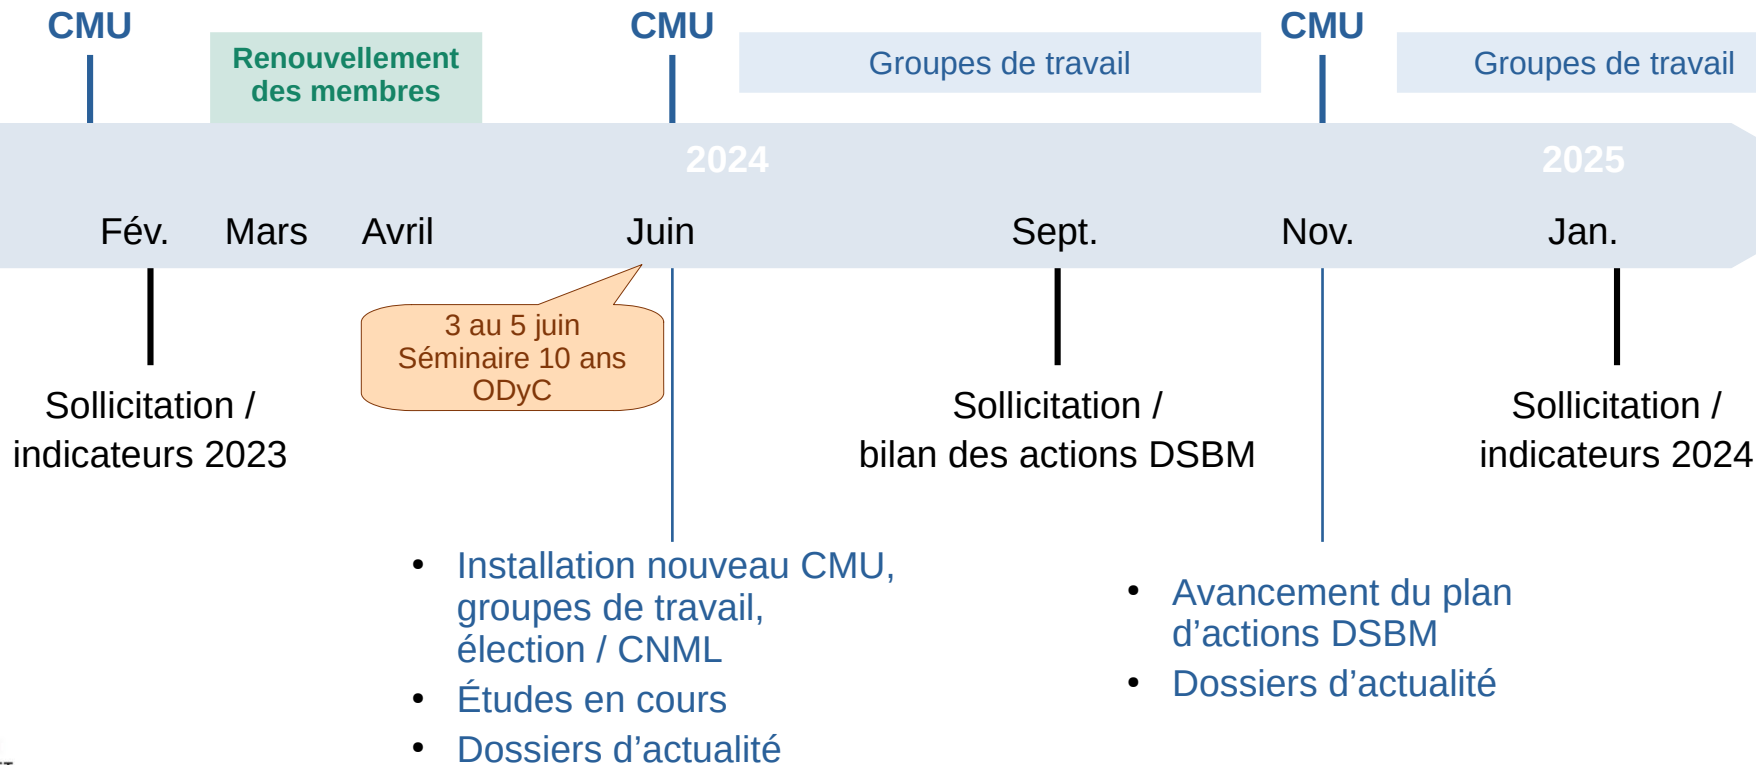 CMU
CMU
CMU
Renouvellement
des membres
Groupes de travail
Groupes de travail
2024
2025
Fév.
Mars
Avril
Juin
Sept.
Nov.
Jan.
3 au 5 juin
Séminaire 10 ans
ODyC
Sollicitation /
indicateurs 2023
Sollicitation /
bilan des actions DSBM
Sollicitation /
indicateurs 2024
• Installation nouveau CMU,
groupes de travail,
élection / CNML
• Études en cours
• Dossiers d’actualité
• Avancement du plan
d’actions DSBM
• Dossiers d’actualité